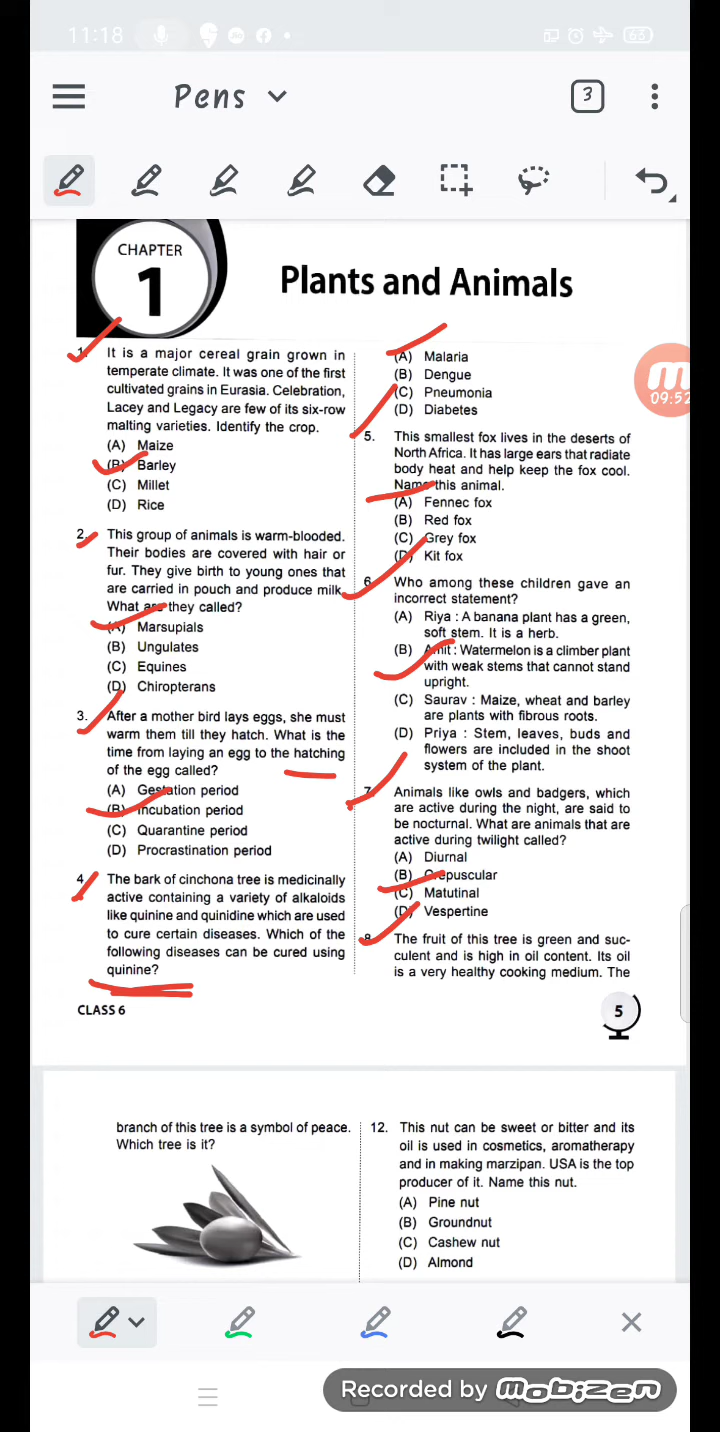 11:18
63
Pens
3
CHAPTER
1
Plants and Animals
1. It is a major cereal grain grown in
temperate climate. It was one of the first
cultivated grains in Eurasia. Celebration,
Lacey and Legacy are few of its six-row
malting varieties. Identify the crop.
(A) Maize
(B) Barley
(C) Millet
(D) Rice
2. This group of animals is warm-blooded.
Their bodies are covered with hair or
fur. They give birth to young ones that
are carried in pouch and produce milk.
What are they called?
(A) Marsupials
(B) Ungulates
(C) Equines
(D) Chiropterans
3. After a mother bird lays eggs, she must
warm them till they hatch. What is the
time from laying an egg to the hatching
of the egg called?
(A) Gestation period
(B) Incubation period
(C) Quarantine period
(D) Procrastination period
4. The bark of cinchona tree is medicinally
active containing a variety of alkaloids
like quinine and quinidine which are used
to cure certain diseases. Which of the
following diseases can be cured using
quinine?
(A) Malaria
(B) Dengue
(C) Pneumonia
(D) Diabetes
5. This smallest fox lives in the deserts of
North Africa. It has large ears that radiate
body heat and help keep the fox cool.
Name this animal.
(A) Fennec fox
(B) Red fox
(C) Grey fox
(D) Kit fox
6. Who among these children gave an
incorrect statement?
(A) Riya : A banana plant has a green,
soft stem. It is a herb.
(B) Amit : Watermelon is a climber plant
with weak stems that cannot stand
upright.
(C) Saurav : Maize, wheat and barley
are plants with fibrous roots.
(D) Priya : Stem, leaves, buds and
flowers are included in the shoot
system of the plant.
7. Animals like owls and badgers, which
are active during the night, are said to
be nocturnal. What are animals that are
active during twilight called?
(A) Diurnal
(B) Crepuscular
(C) Matutinal
(D) Vespertine
8. The fruit of this tree is green and suc-
culent and is high in oil content. Its oil
is a very healthy cooking medium. The
CLASS 6
5
m
09:52
branch of this tree is a symbol of peace.
Which tree is it?
12. This nut can be sweet or bitter and its
oil is used in cosmetics, aromatherapy
and in making marzipan. USA is the top
producer of it. Name this nut.
(A) Pine nut
(B) Groundnut
(C) Cashew nut
(D) Almond
Recorded by mobizen